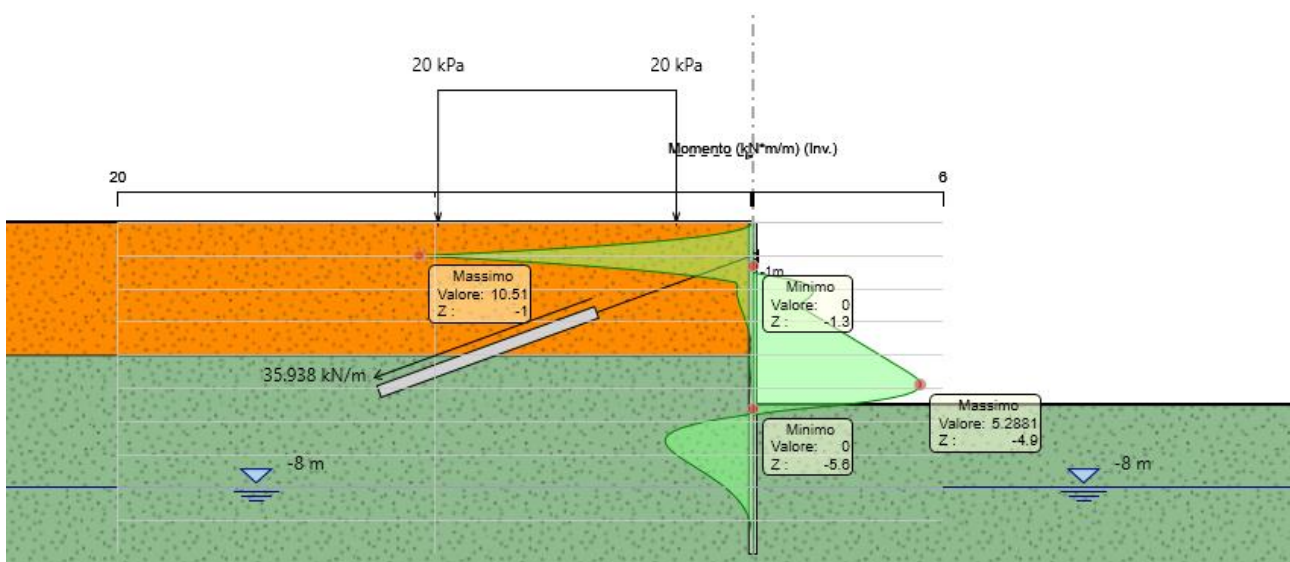 20 kPa
20 kPa
Momento (kN*m/m) (Inv.)
20
6
-1m
Massimo
Valore: 10.51
Z : -1
Minimo
Valore: 0
Z : -1.3
35.938 kN/m
Massimo
Valore: 5.2881
Z : -4.9
Minimo
Valore: 0
Z : -5.6
-8 m
-8 m